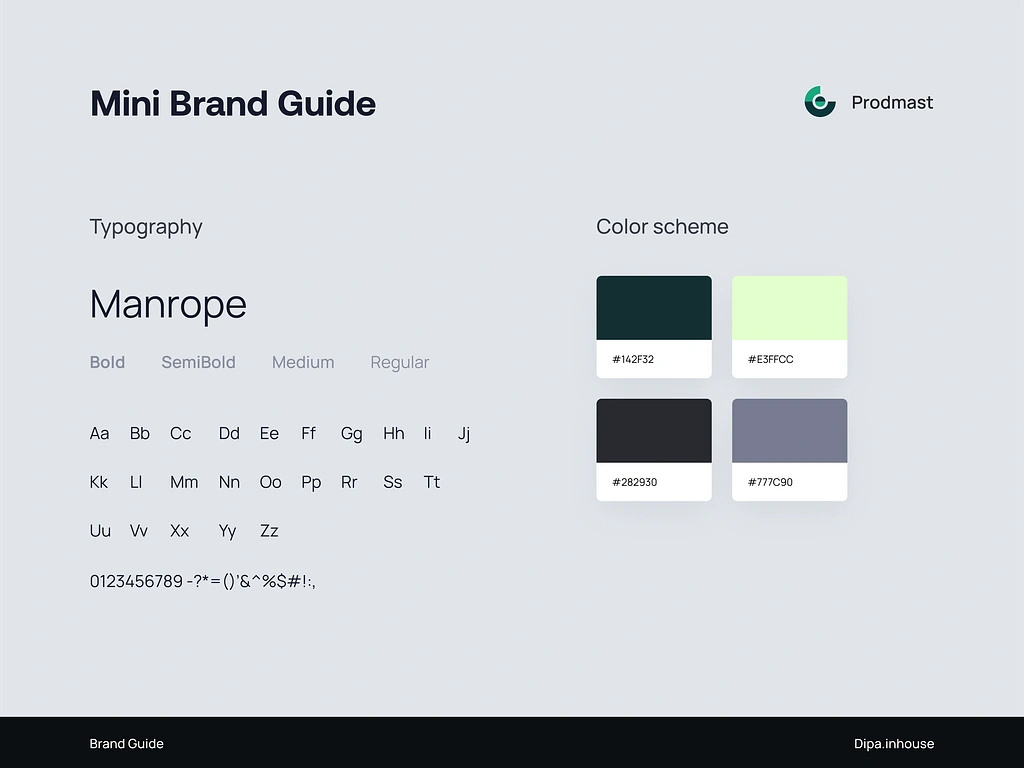 Mini Brand Guide
Prodmast
Typography
Manrope
Bold SemiBold Medium Regular
Aa Bb Cc Dd Ee Ff Gg Hh Ii Jj
Kk Ll Mm Nn Oo Pp Rr Ss Tt
Uu Vv Xx Yy Zz
0123456789 -?*=()'&^%$#!:,
Color scheme
#142F32
#E3FFCC
#282930
#777C90
Brand Guide
Dipa.inhouse